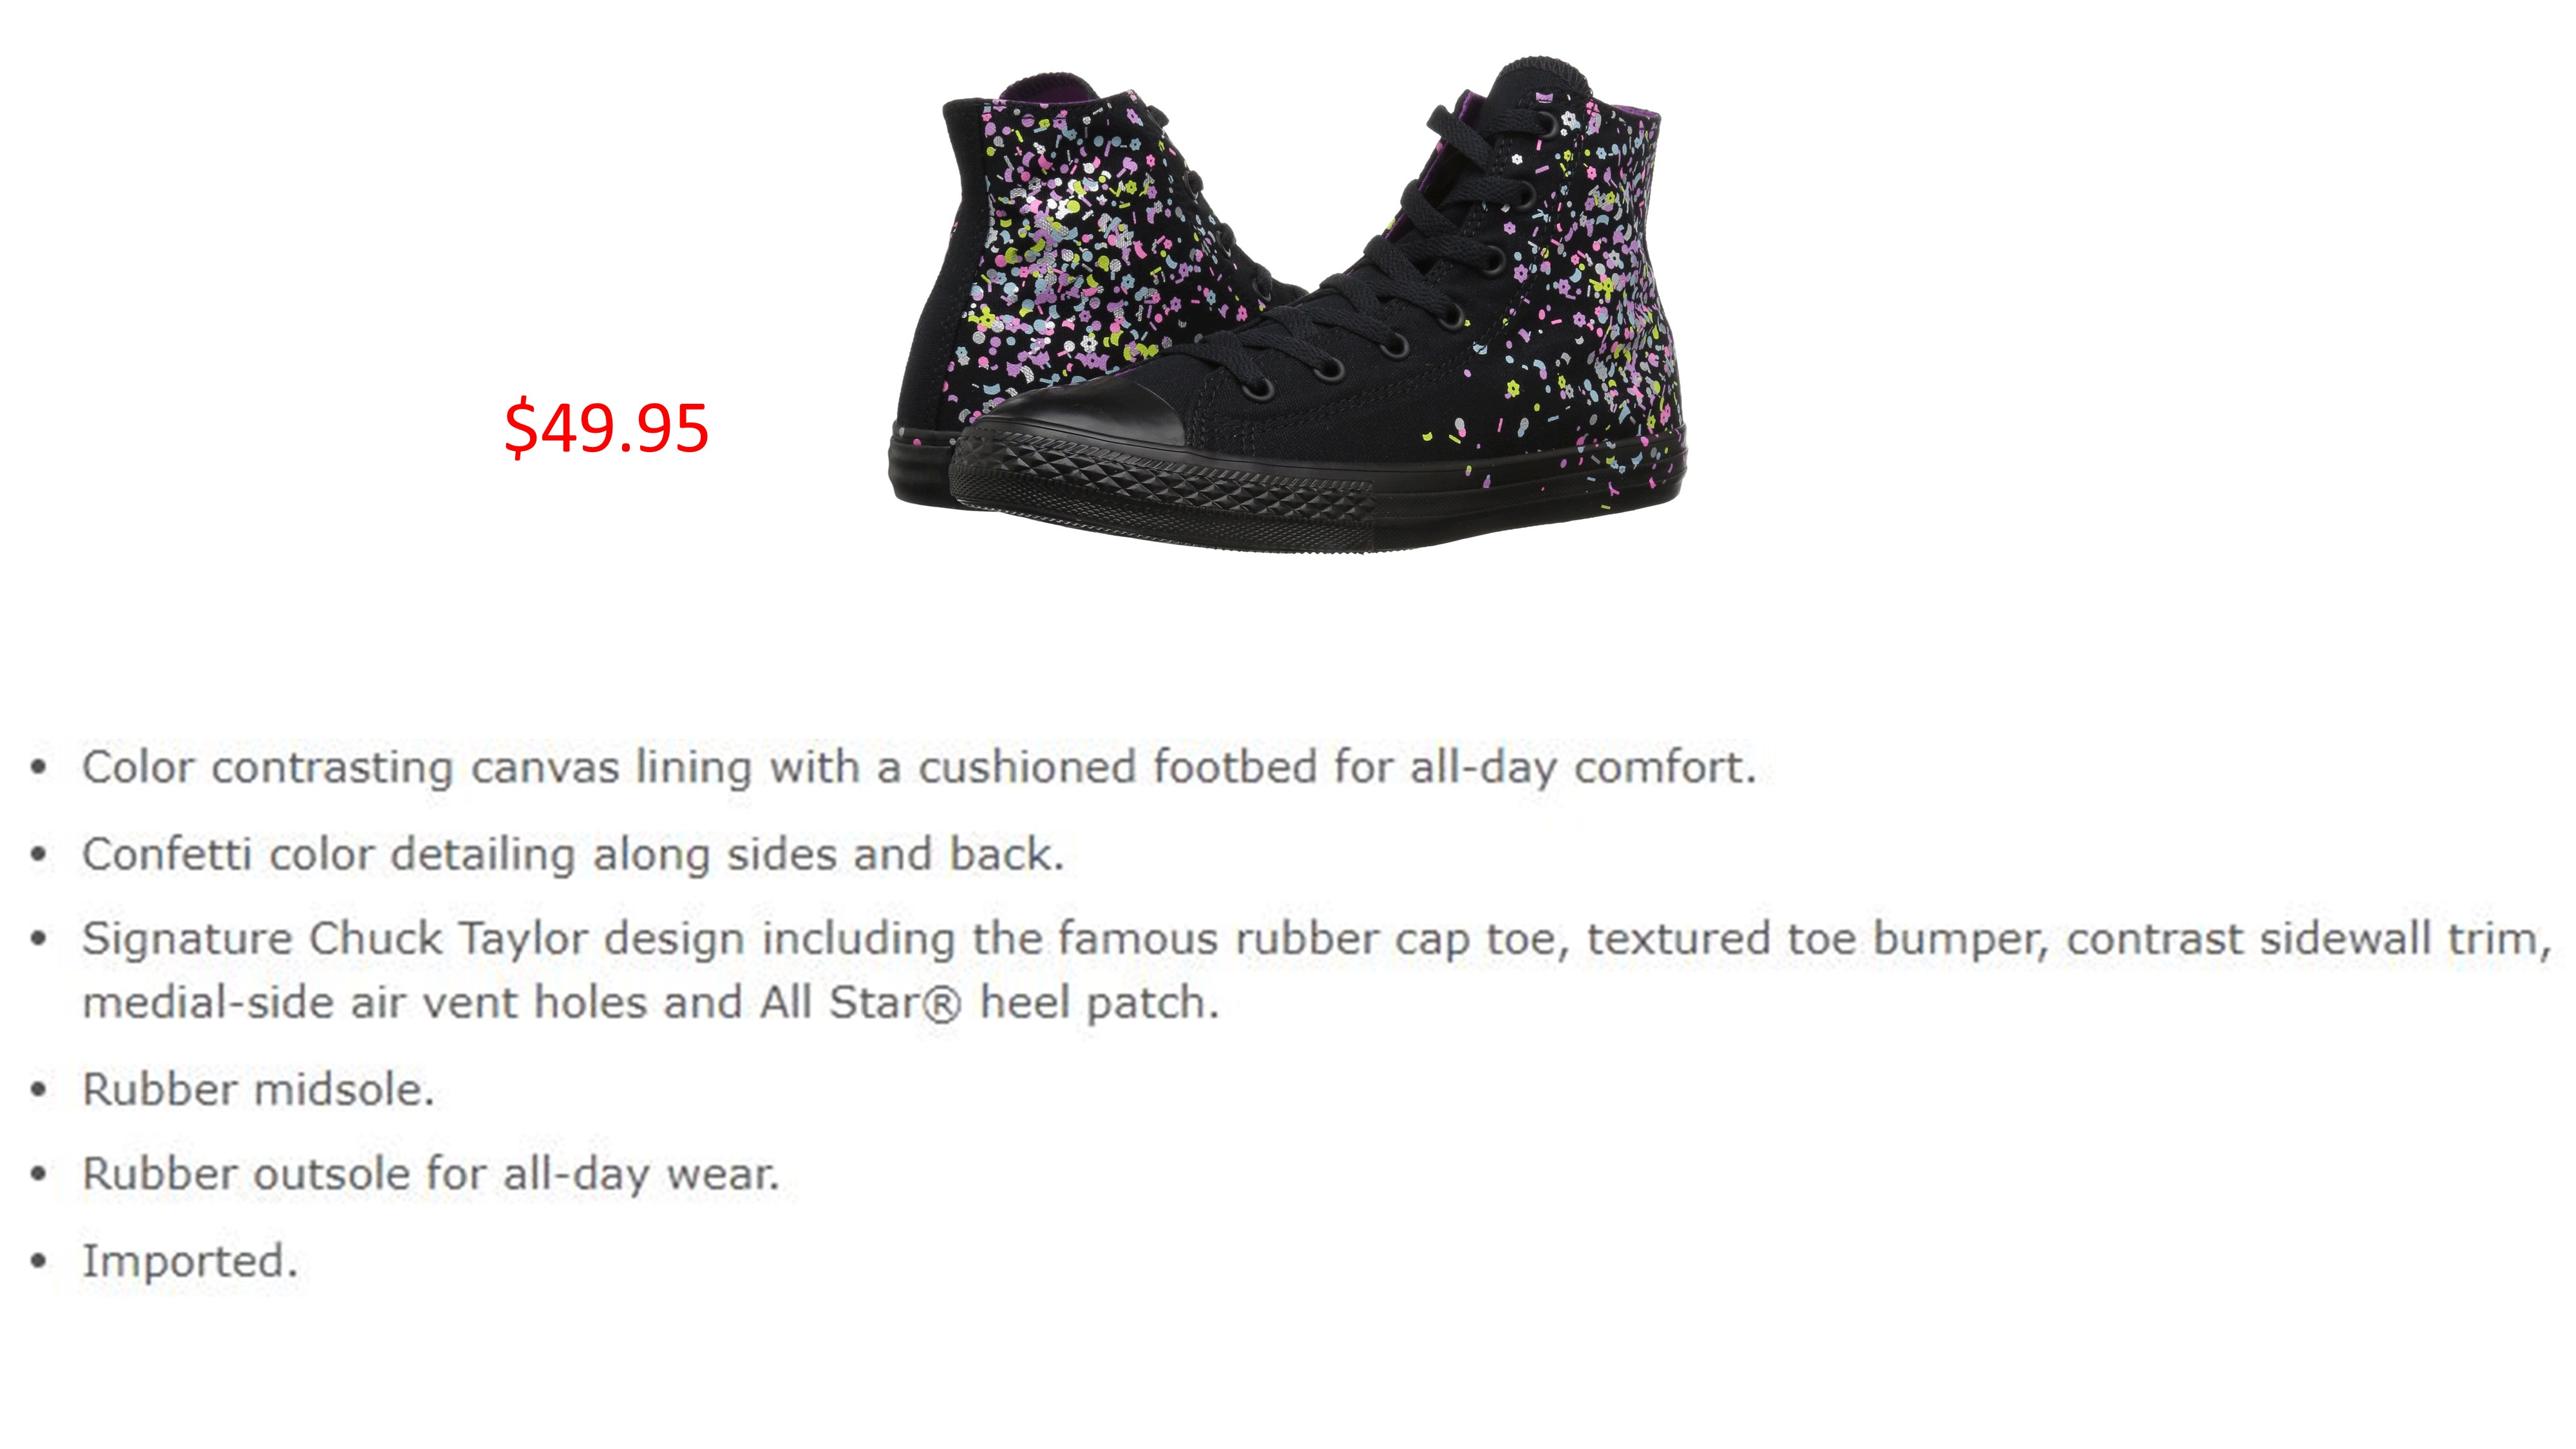 $49.95
• Color contrasting canvas lining with a cushioned footbed for all-day comfort.
• Confetti color detailing along sides and back.
• Signature Chuck Taylor design including the famous rubber cap toe, textured toe bumper, contrast sidewall trim,
medial-side air vent holes and All Star® heel patch.
• Rubber midsole.
• Rubber outsole for all-day wear.
• Imported.